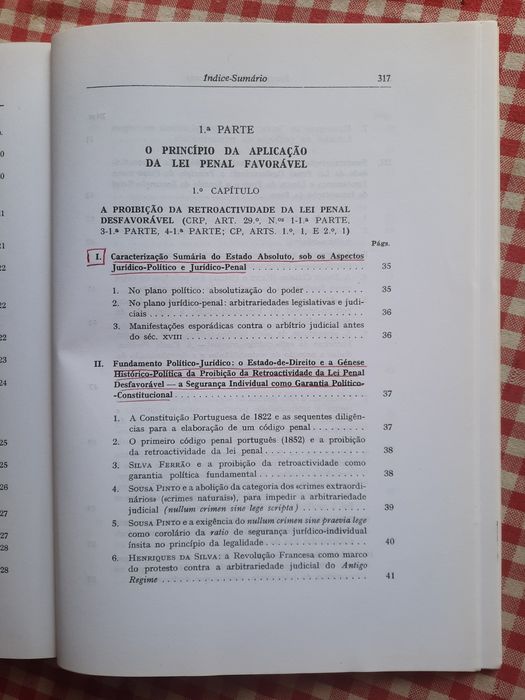 Índice-Sumário 317
1.ª PARTE
O PRINCÍPIO DA APLICAÇÃO
DA LEI PENAL FAVORÁVEL
1.º CAPÍTULO
A PROIBIÇÃO DA RETROACTIVIDADE DA LEI PENAL
DESFAVORÁVEL (CRP, ART. 29.º, N.ºs 1-1.ª PARTE,
3-1.ª PARTE, 4-1.ª PARTE; CP, ARTS. 1.º, 1, E 2.º, 1)
Págs.
I. Caracterização Sumária do Estado Absoluto, sob os Aspectos
Jurídico-Político e Jurídico-Penal . . . . . . . . . . . . . . . . . . 35
1. No plano político: absolutização do poder . . . . . . . . . 35
2. No plano jurídico-penal: arbitrariedades legislativas e judi-
ciais . . . . . . . . . . . . . . . . . . . . . . . . . . . . . . 36
3. Manifestações esporádicas contra o arbítrio judicial antes
do séc. XVIII . . . . . . . . . . . . . . . . . . . . . . . . . . 36
II. Fundamento Político-Jurídico: o Estado-de-Direito e a Génese
Histórico-Política da Proibição da Retroactividade da Lei Penal
Desfavorável — a Segurança Individual como Garantia Político-
-Constitucional . . . . . . . . . . . . . . . . . . . . . . . . . . 37
1. A Constituição Portuguesa de 1822 e as sequentes diligên-
cias para a elaboração de um código penal . . . . . . . . . 37
2. O primeiro código penal português (1852) e a proibição
da retroactividade da lei penal . . . . . . . . . . . . . . . . 38
3. SILVA FERRÃO e a proibição da retroactividade como
garantia política fundamental . . . . . . . . . . . . . . . . . 38
4. SOUSA PINTO e a abolição da categoria dos «crimes extraordi-
nários» («crimes naturais»), para impedir a arbitrariedade
judicial (nullum crimen sine lege scripta) . . . . . . . . . . 39
5. SOUSA PINTO e a exigência do nullum crimen sine praevia lege
como corolário da ratio de segurança jurídico-individual
ínsita no princípio da legalidade . . . . . . . . . . . . . . . 40
6. HENRIQUES DA SILVA: a Revolução Francesa como marco
do protesto contra a arbitrariedade judicial do Antigo
Regime . . . . . . . . . . . . . . . . . . . . . . . . . . . . . 41